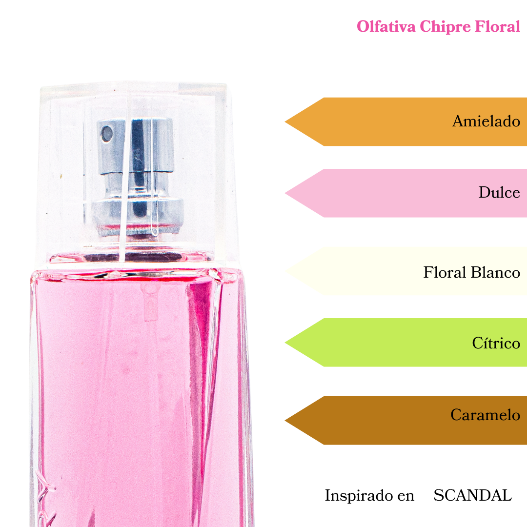 Olfativa Chipre Floral
Amielado
Dulce
Floral Blanco
Cítrico
Caramelo
Inspirado en SCANDAL